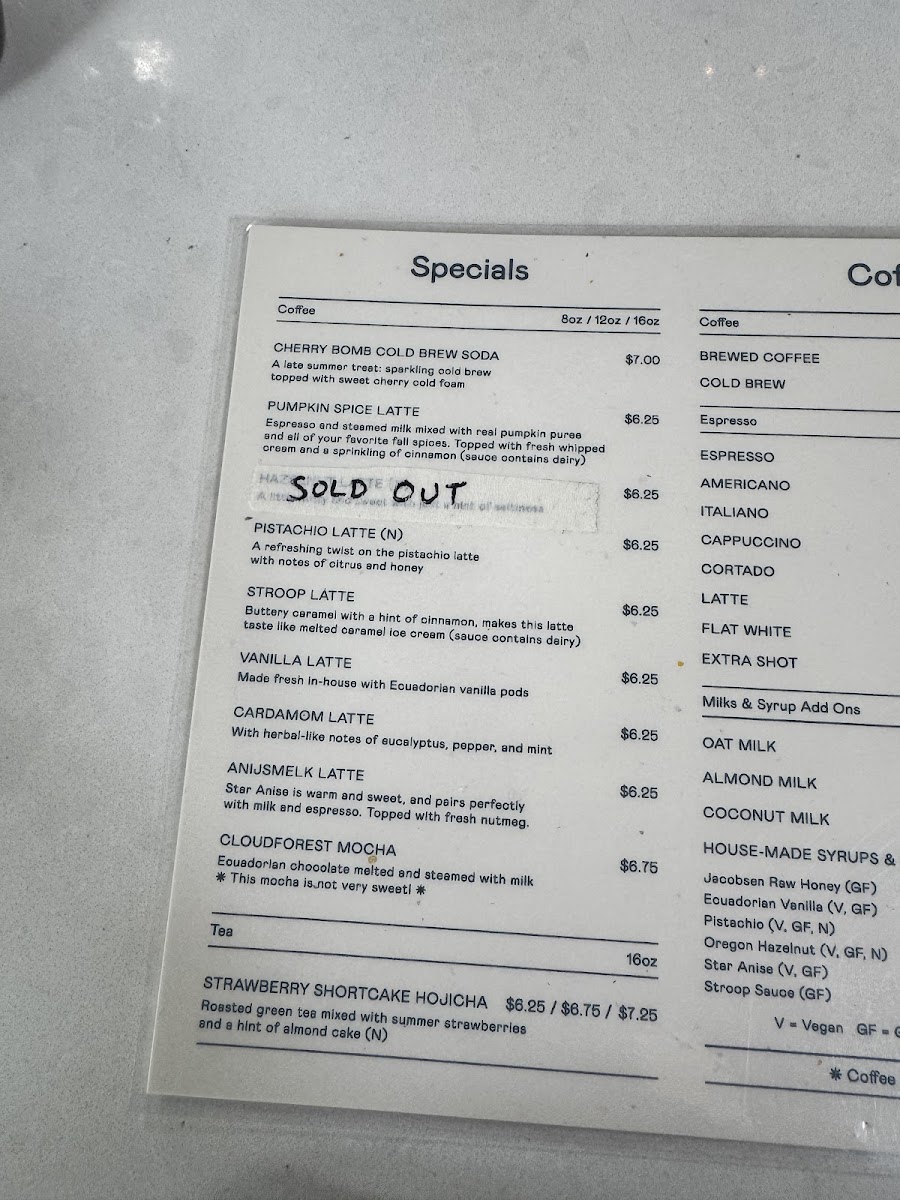 Specials
Coffee 8oz / 12oz / 16oz
CHERRY BOMB COLD BREW SODA $7.00
A late summer treat: sparkling cold brew
topped with sweet cherry cold foam
PUMPKIN SPICE LATTE $6.25
Espresso and steamed milk mixed with real pumpkin puree
and all of your favorite fall spices. Topped with fresh whipped
cream and a sprinkling of cinnamon (sauce contains dairy)
SOLD OUT $6.25
PISTACHIO LATTE (N) $6.25
A refreshing twist on the pistachio latte
with notes of citrus and honey
STROOP LATTE $6.25
Buttery caramel with a hint of cinnamon, makes this latte
taste like melted caramel ice cream (sauce contains dairy)
VANILLA LATTE $6.25
Made fresh in-house with Ecuadorian vanilla pods
CARDAMOM LATTE $6.25
With herbal-like notes of eucalyptus, pepper, and mint
ANIJSMELK LATTE $6.25
Star Anise is warm and sweet, and pairs perfectly
with milk and espresso. Topped with fresh nutmeg.
CLOUDFOREST MOCHA $6.75
Ecuadorian chocolate melted and steamed with milk
✱ This mocha is not very sweet! ✱
Tea 16oz
STRAWBERRY SHORTCAKE HOJICHA $6.25 / $6.75 / $7.25
Roasted green tea mixed with summer strawberries
and a hint of almond cake (N)
Cof
Coffee
BREWED COFFEE
COLD BREW
Espresso
ESPRESSO
AMERICANO
ITALIANO
CAPPUCCINO
CORTADO
LATTE
FLAT WHITE
EXTRA SHOT
Milks & Syrup Add Ons
OAT MILK
ALMOND MILK
COCONUT MILK
HOUSE-MADE SYRUPS &
Jacobsen Raw Honey (GF)
Ecuadorian Vanilla (V, GF)
Pistachio (V, GF, N)
Oregon Hazelnut (V, GF, N)
Star Anise (V, GF)
Stroop Sauce (GF)
V = Vegan GF =
✱ Coffee